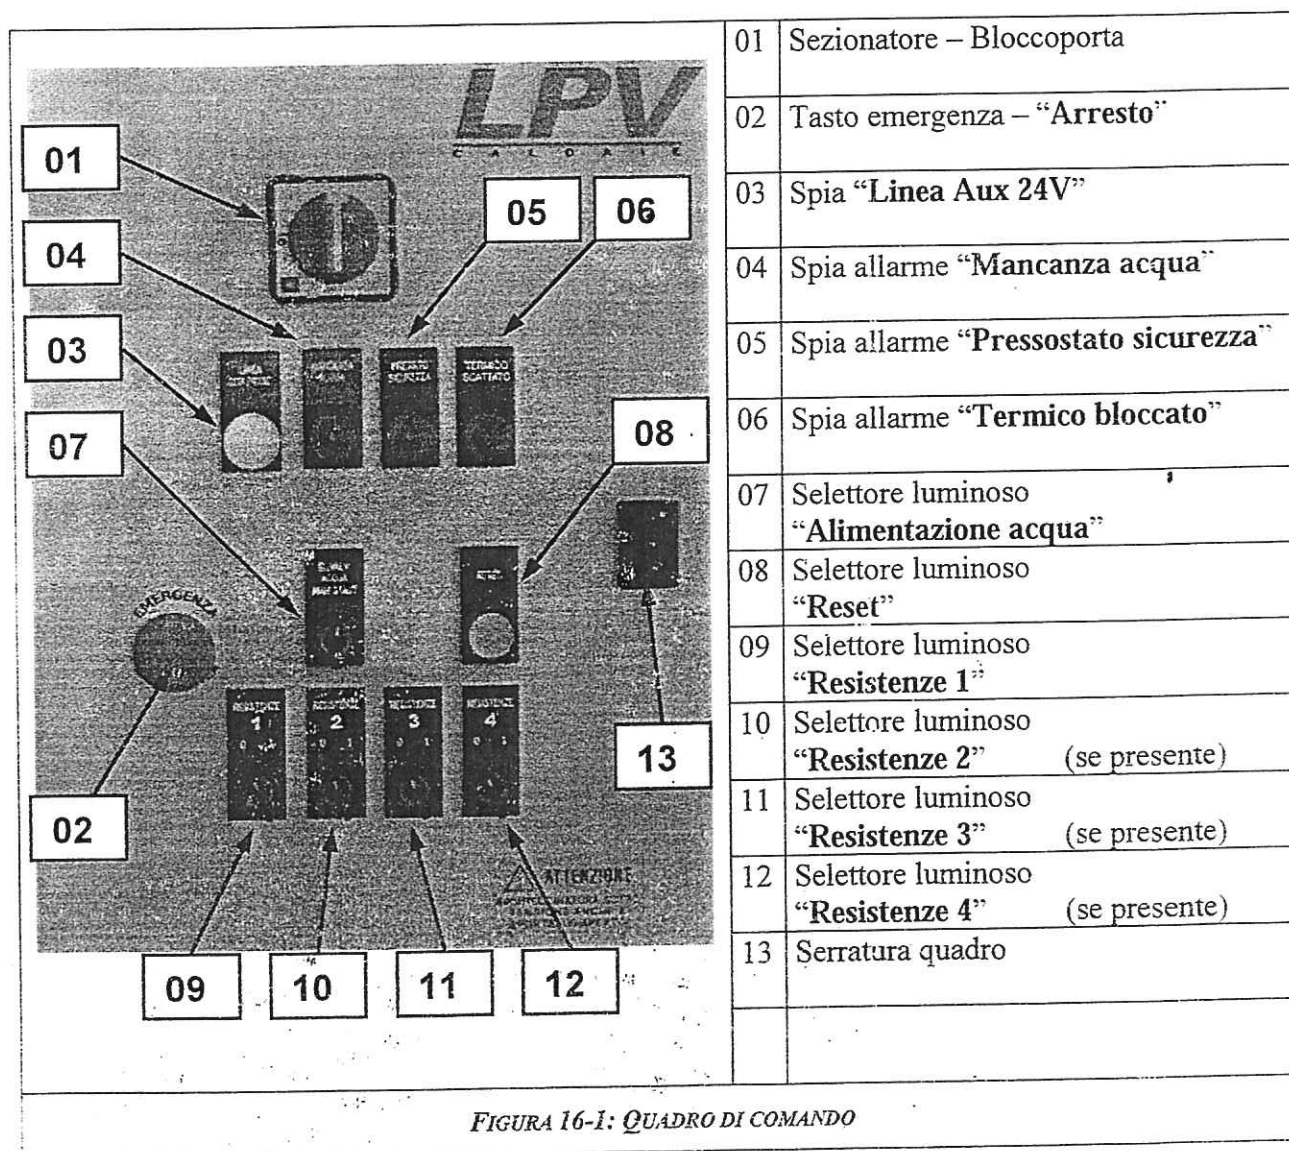 LPV
CALDAIE
01
04
03
07
02
05
06
08
13
09
10
11
12
TERMICO
SCATTATO
EMERGENZA
RESISTENZE
1
0 1
RESISTENZE
2
0 1
RESISTENZE
3
0 1
RESISTENZE
4
0 1
ATTENZIONE
01 Sezionatore – Bloccoporta
02 Tasto emergenza – “Arresto”
03 Spia “Linea Aux 24V”
04 Spia allarme “Mancanza acqua”
05 Spia allarme “Pressostato sicurezza”
06 Spia allarme “Termico bloccato”
07 Selettore luminoso
“Alimentazione acqua”
08 Selettore luminoso
“Reset”
09 Selettore luminoso
“Resistenze 1”
10 Selettore luminoso
“Resistenze 2” (se presente)
11 Selettore luminoso
“Resistenze 3” (se presente)
12 Selettore luminoso
“Resistenze 4” (se presente)
13 Serratura quadro
FIGURA 16-1: QUADRO DI COMANDO